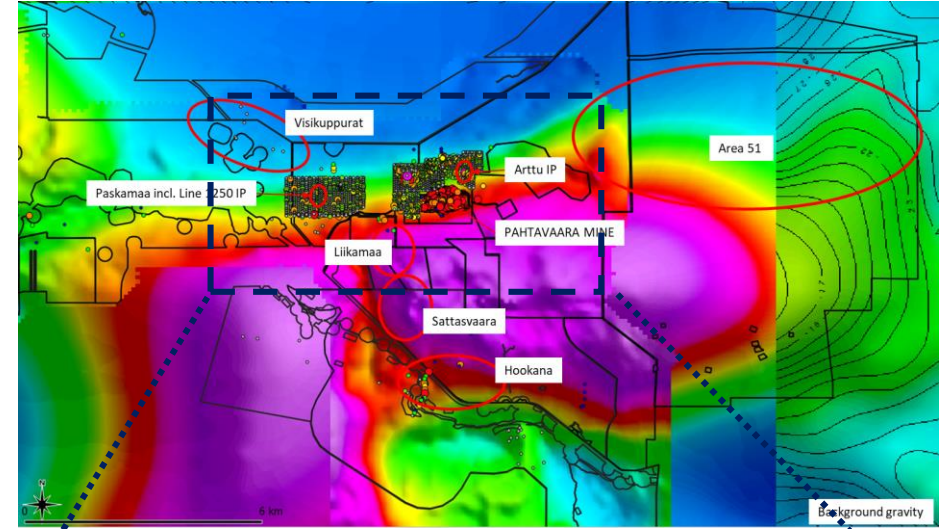 Visikuppurat
Area 51
Arttu IP
Paskamaa incl. Line 1250 IP
PAHTAVAARA MINE
Liikamaa
Sattasvaara
Hookana
N
0
6 km
Background gravity